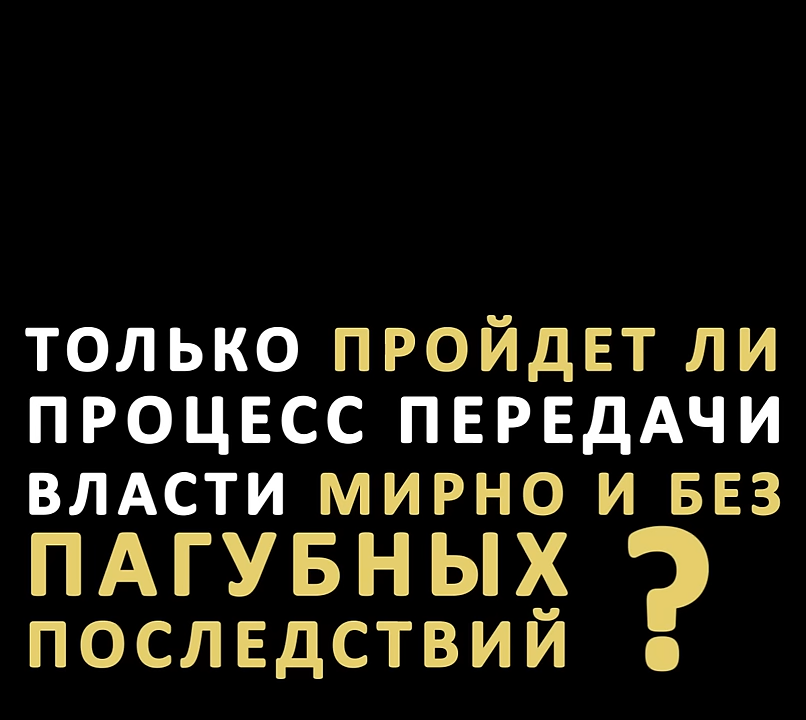 ТОЛЬКО ПРОЙДЕТ ЛИ
ПРОЦЕСС ПЕРЕДАЧИ
ВЛАСТИ МИРНО И БЕЗ
ПАГУБНЫХ
ПОСЛЕДСТВИЙ ?